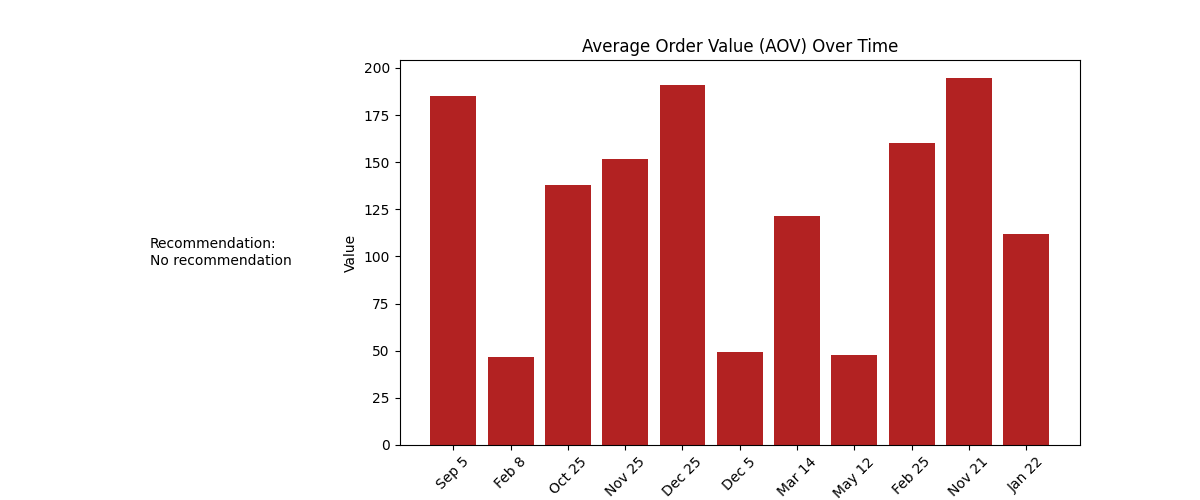 Average Order Value (AOV) Over Time
Recommendation:
No recommendation
Value
200
175
150
125
100
75
50
25
0
Sep 5
Feb 8
Oct 25
Nov 25
Dec 25
Dec 5
Mar 14
May 12
Feb 25
Nov 21
Jan 22